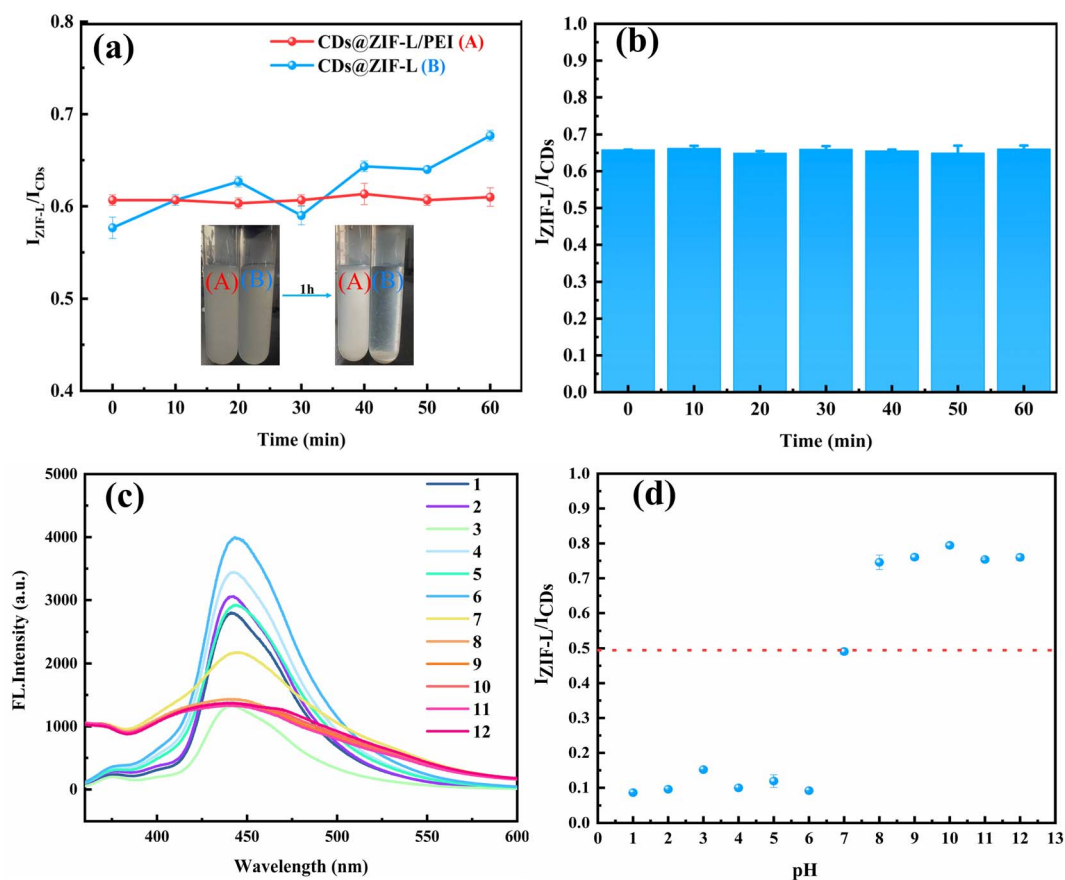 (a)
CDs@ZIF-L/PEI (A)
CDs@ZIF-L (B)
0.8
0.7
0.6
0.5
0.4
I_ZIF-L/I_CDs
(A) (B)
1h
(A) (B)
0 10 20 30 40 50 60
Time (min)
(b)
1.0
0.9
0.8
0.7
0.6
0.5
0.4
0.3
0.2
0.1
0.0
I_ZIF-L/I_CDs
0 10 20 30 40 50 60
Time (min)
(c)
5000
4000
3000
2000
1000
0
FL.Intensity (a.u.)
1
2
3
4
5
6
7
8
9
10
11
12
400 450 500 550 600
Wavelength (nm)
(d)
1.0
0.9
0.8
0.7
0.6
0.5
0.4
0.3
0.2
0.1
0.0
I_ZIF-L/I_CDs
0 1 2 3 4 5 6 7 8 9 10 11 12 13
pH